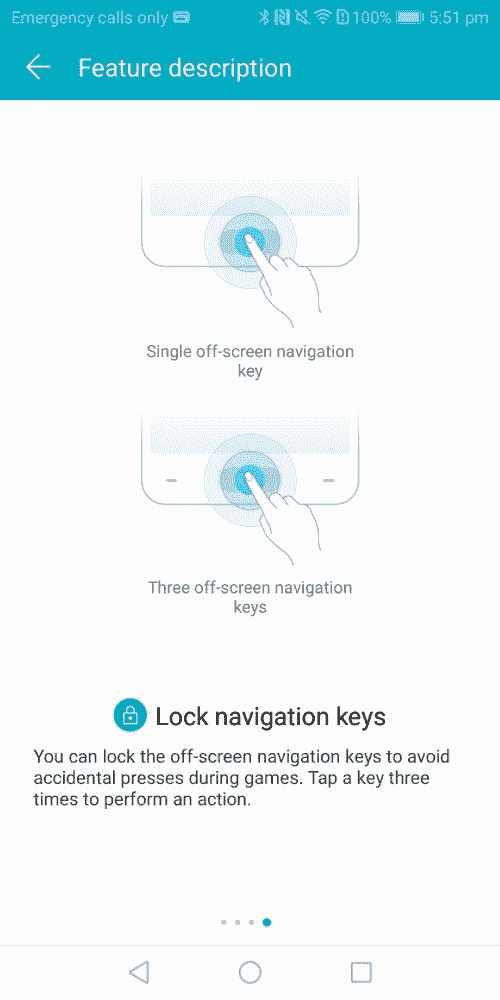 Emergency calls only 100% 5:51 pm
Feature description
Single off-screen navigation
key
Three off-screen navigation
keys
Lock navigation keys
You can lock the off-screen navigation keys to avoid
accidental presses during games. Tap a key three
times to perform an action.